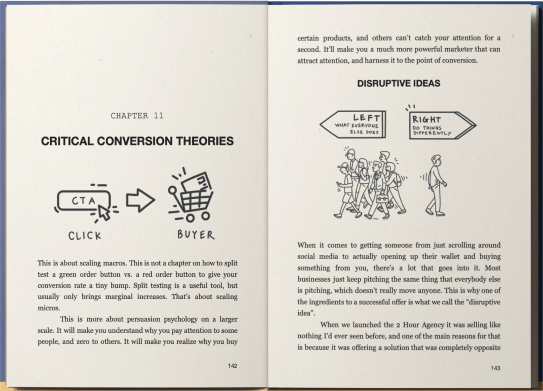 CHAPTER 11
CRITICAL CONVERSION THEORIES
CTA
CLICK
BUYER
This is about scaling macros. This is not a chapter on how to split
test a green order button vs. a red order button to give your
conversion rate a tiny bump. Split testing is a useful tool, but
usually only brings marginal increases. That's about scaling
micros.
This is more about persuasion psychology on a larger
scale. It will make you understand why you pay attention to some
people, and zero to others. It will make you realize why you buy
142
certain products, and others can't catch your attention for a
second. It'll make you a much more powerful marketer that can
attract attention, and harness it to the point of conversion.
DISRUPTIVE IDEAS
LEFT
WHAT EVERYONE
ELSE DOES
RIGHT
DO THINGS
DIFFERENTLY
When it comes to getting someone from just scrolling around
social media to actually opening up their wallet and buying
something from you, there's a lot that goes into it. Most
businesses just keep pitching the same thing that everybody else
is pitching, which doesn't really move anyone. This is why one of
the ingredients to a successful offer is what we call the "disruptive
idea".
When we launched the 2 Hour Agency it was selling like
nothing I'd ever seen before, and one of the main reasons for that
is because it was offering a solution that was completely opposite
143